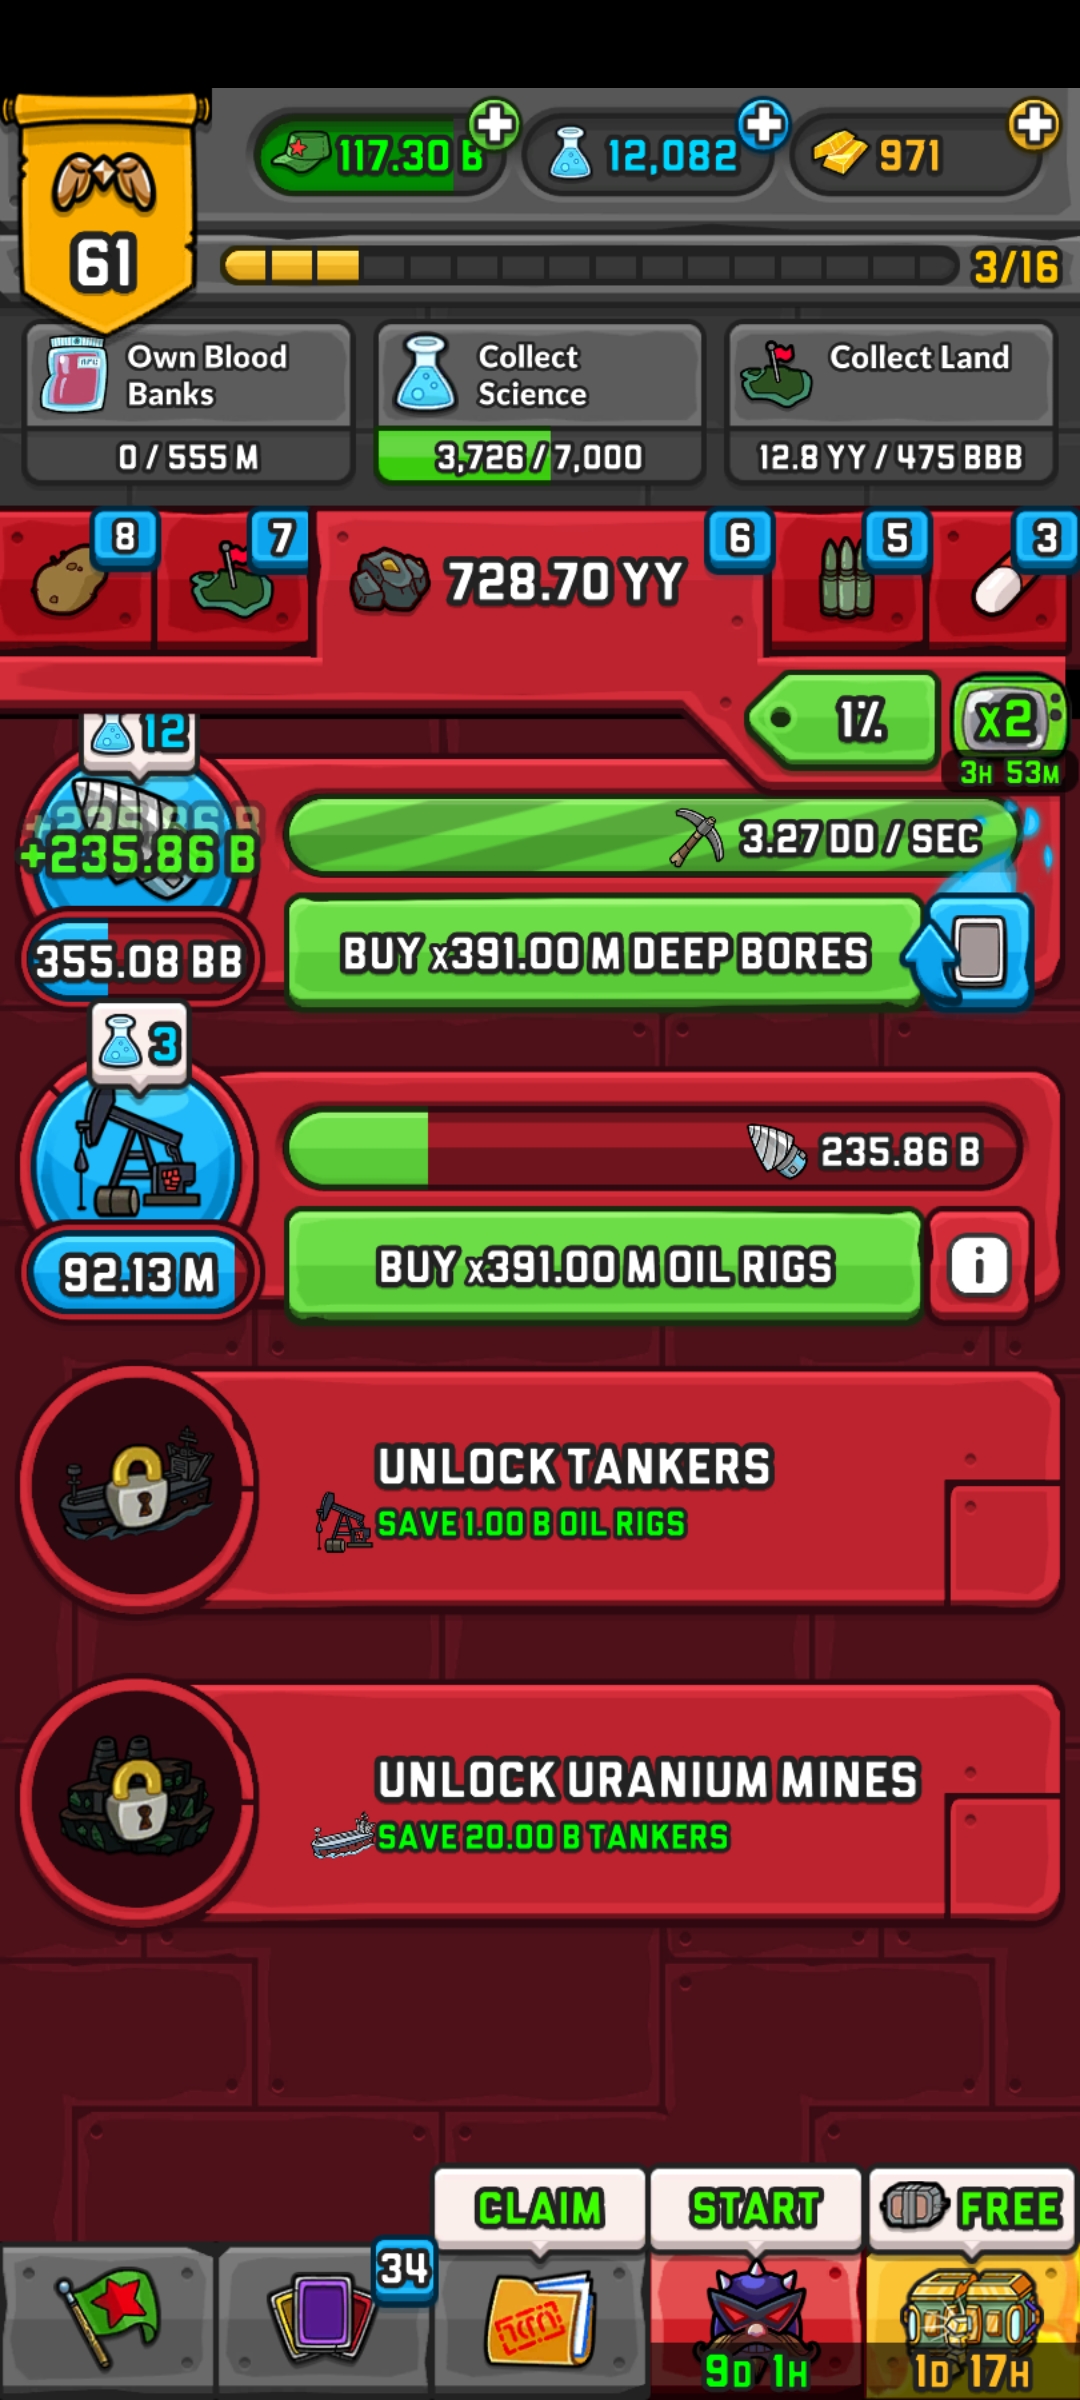 61
117.30 B
12,082
971
3/16
Own Blood
Banks
0 / 555 M
Collect
Science
3,726 / 7,000
Collect Land
12.8 YY / 475 BBB
8
7
728.70 YY
6
5
3
1%
x2
3H 53M
12
+235.86 B
+235.86 B
3.27 DD / SEC
355.08 BB
BUY x391.00 M DEEP BORES
3
235.86 B
92.13 M
BUY x391.00 M OIL RIGS
i
UNLOCK TANKERS
SAVE 1.00 B OIL RIGS
UNLOCK URANIUM MINES
SAVE 20.00 B TANKERS
CLAIM
START
FREE
34
9D 1H
1D 17H